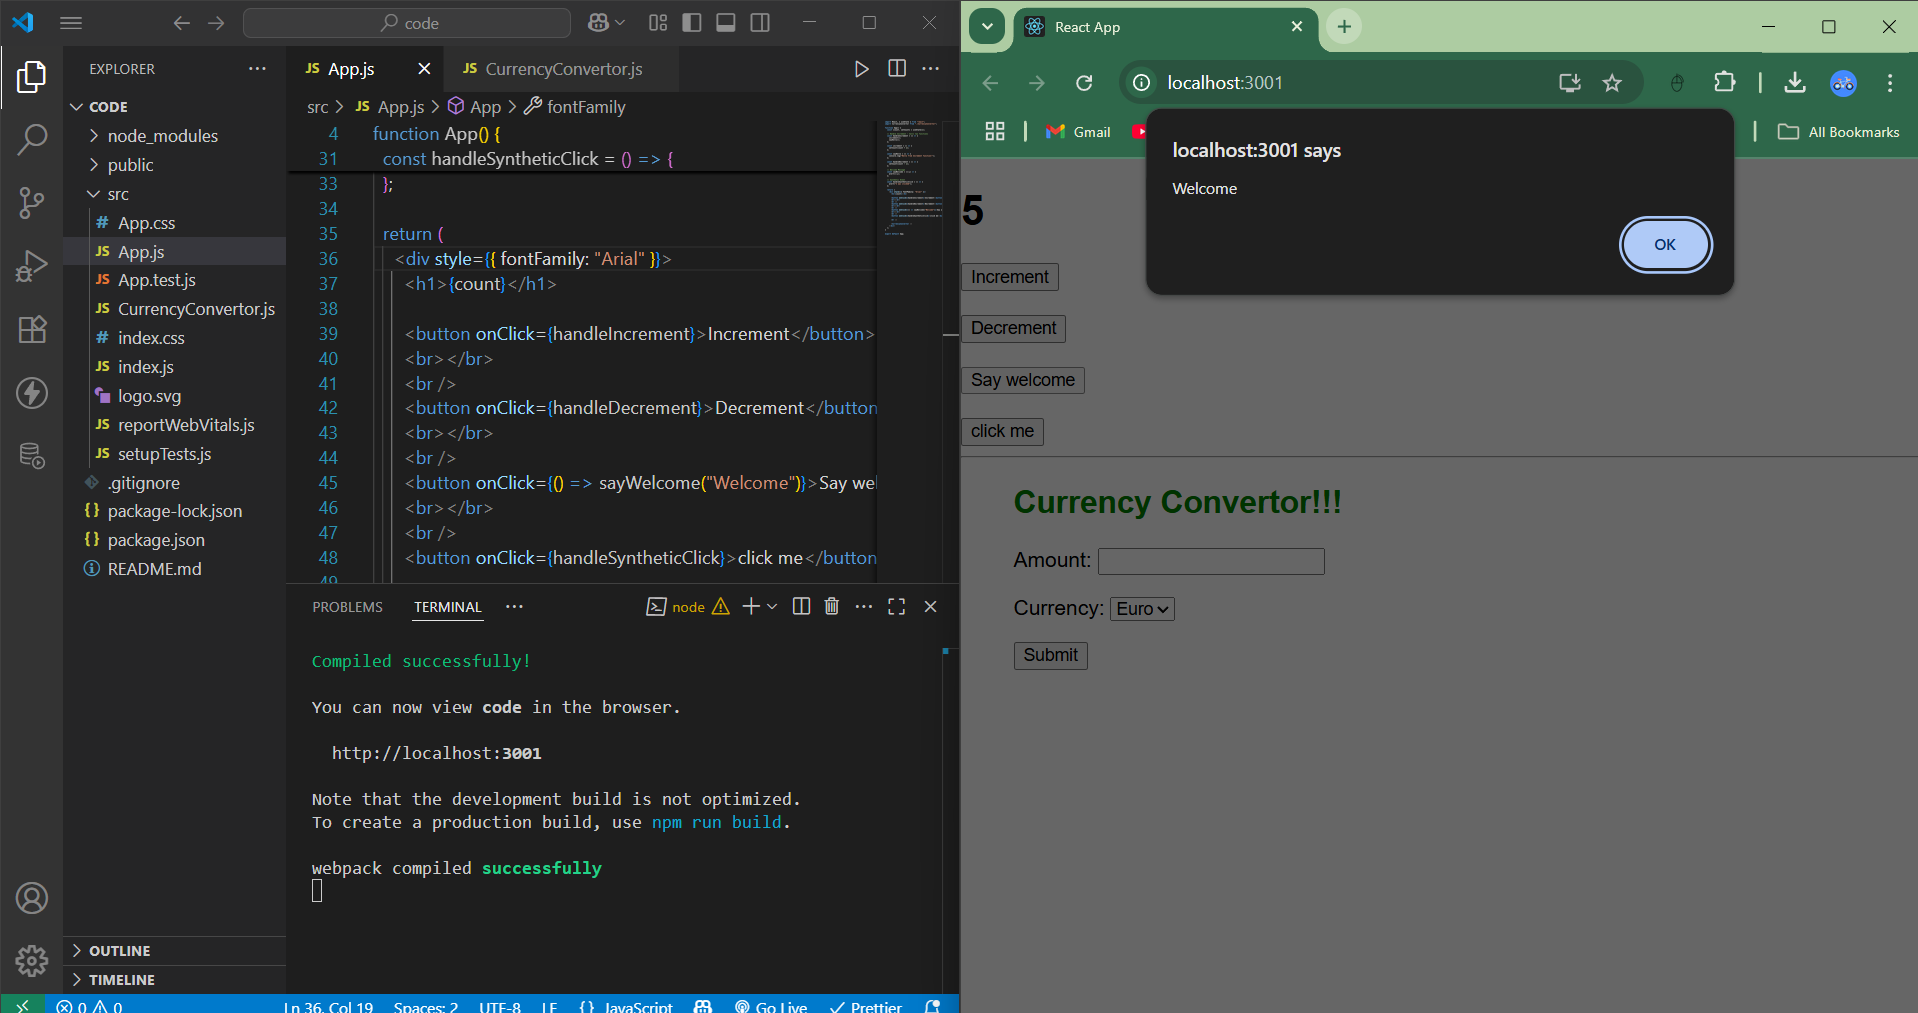 code
EXPLORER
CODE
node_modules
public
src
App.css
App.js
App.test.js
CurrencyConvertor.js
index.css
index.js
logo.svg
reportWebVitals.js
setupTests.js
.gitignore
package-lock.json
package.json
README.md
OUTLINE
TIMELINE
JS App.js
JS CurrencyConvertor.js
src > JS App.js > App > fontFamily
4 function App() {
31 const handleSyntheticClick = () => {
33 };
34
35 return (
36 <div style={{ fontFamily: "Arial" }}>
37 <h1>{count}</h1>
38
39 <button onClick={handleIncrement}>Increment</button>
40 <br></br>
41 <br />
42 <button onClick={handleDecrement}>Decrement</button
43 <br></br>
44 <br />
45 <button onClick={() => sayWelcome("Welcome")}>Say wel
46 <br></br>
47 <br />
48 <button onClick={handleSyntheticClick}>click me</button
49
PROBLEMS TERMINAL node
Compiled successfully!
You can now view code in the browser.
http://localhost:3001
Note that the development build is not optimized.
To create a production build, use npm run build.
webpack compiled successfully
0 0 Ln 36, Col 19 Spaces: 2 UTF-8 LF {} JavaScript Go Live Prettier
React App
localhost:3001
Gmail
All Bookmarks
localhost:3001 says
Welcome
OK
5
Increment
Decrement
Say welcome
click me
Currency Convertor!!!
Amount:
Currency: Euro
Submit